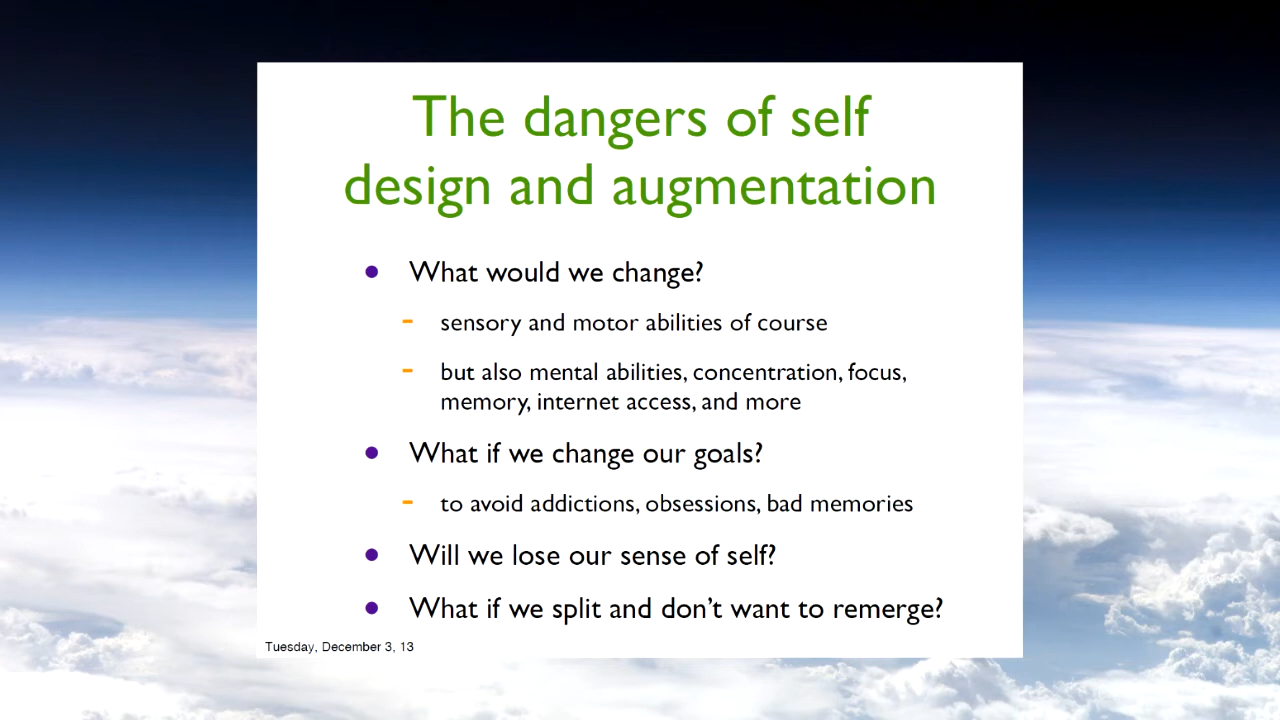 The dangers of self
design and augmentation
• What would we change?
- sensory and motor abilities of course
- but also mental abilities, concentration, focus,
memory, internet access, and more
• What if we change our goals?
- to avoid addictions, obsessions, bad memories
• Will we lose our sense of self?
• What if we split and don’t want to remerge?
Tuesday, December 3, 13